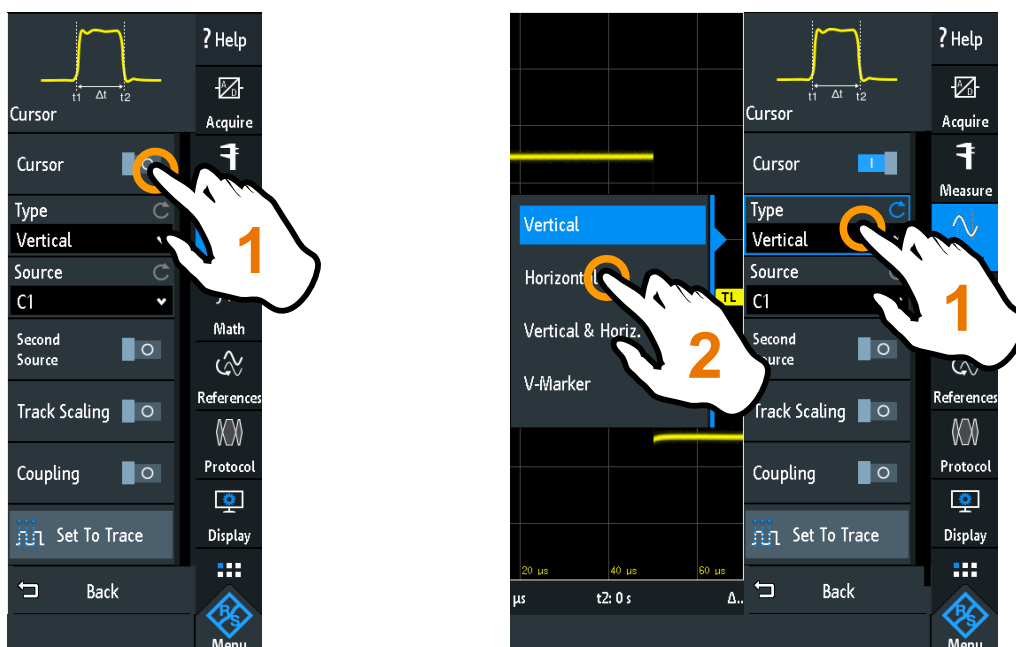 t1 Δt t2
Cursor
Cursor
Type
Vertical
Source
C1
Second
Source
Track Scaling
Coupling
Set To Trace
Back
? Help
Acquire
Math
References
Protocol
Display
R&S
Menu
1
Vertical
Horizontal
Vertical & Horiz.
V-Marker
2
TL
20 µs 40 µs 60 µs
µs t2: 0 s Δ..
t1 Δt t2
Cursor
Cursor
Type
Vertical
Source
C1
Second
Track Scaling
Coupling
Set To Trace
Back
1
? Help
Acquire
Measure
References
Protocol
Display
R&S
Menu